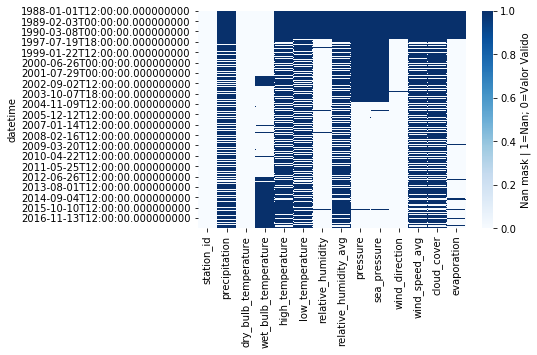 1988-01-01T12:00:00.000000000
1989-02-03T00:00:00.000000000
1990-03-08T00:00:00.000000000
1997-07-19T18:00:00.000000000
1999-01-22T12:00:00.000000000
2000-06-26T00:00:00.000000000
2001-07-29T00:00:00.000000000
2002-09-02T12:00:00.000000000
2003-10-07T18:00:00.000000000
2004-11-09T12:00:00.000000000
2005-12-12T12:00:00.000000000
2007-01-14T12:00:00.000000000
2008-02-16T12:00:00.000000000
2009-03-20T12:00:00.000000000
2010-04-22T12:00:00.000000000
2011-05-25T12:00:00.000000000
2012-06-26T12:00:00.000000000
2013-08-01T12:00:00.000000000
2014-09-04T12:00:00.000000000
2015-10-10T12:00:00.000000000
2016-11-13T12:00:00.000000000
datetime
station_id
precipitation
dry_bulb_temperature
wet_bulb_temperature
high_temperature
low_temperature
relative_humidity
relative_humidity_avg
pressure
sea_pressure
wind_direction
wind_speed_avg
cloud_cover
evaporation
1.0
0.8
0.6
0.4
0.2
0.0
Nan mask | 1=Nan; 0=Valor Valido